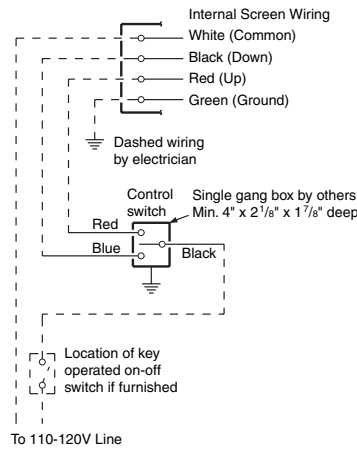 Internal Screen Wiring
White (Common)
Black (Down)
Red (Up)
Green (Ground)
Dashed wiring
by electrician
Control
switch
Single gang box by others
Min. 4" x 2 1/8" x 1 7/8" deep
Red
Blue
Black
Location of key
operated on-off
switch if furnished
To 110-120V Line